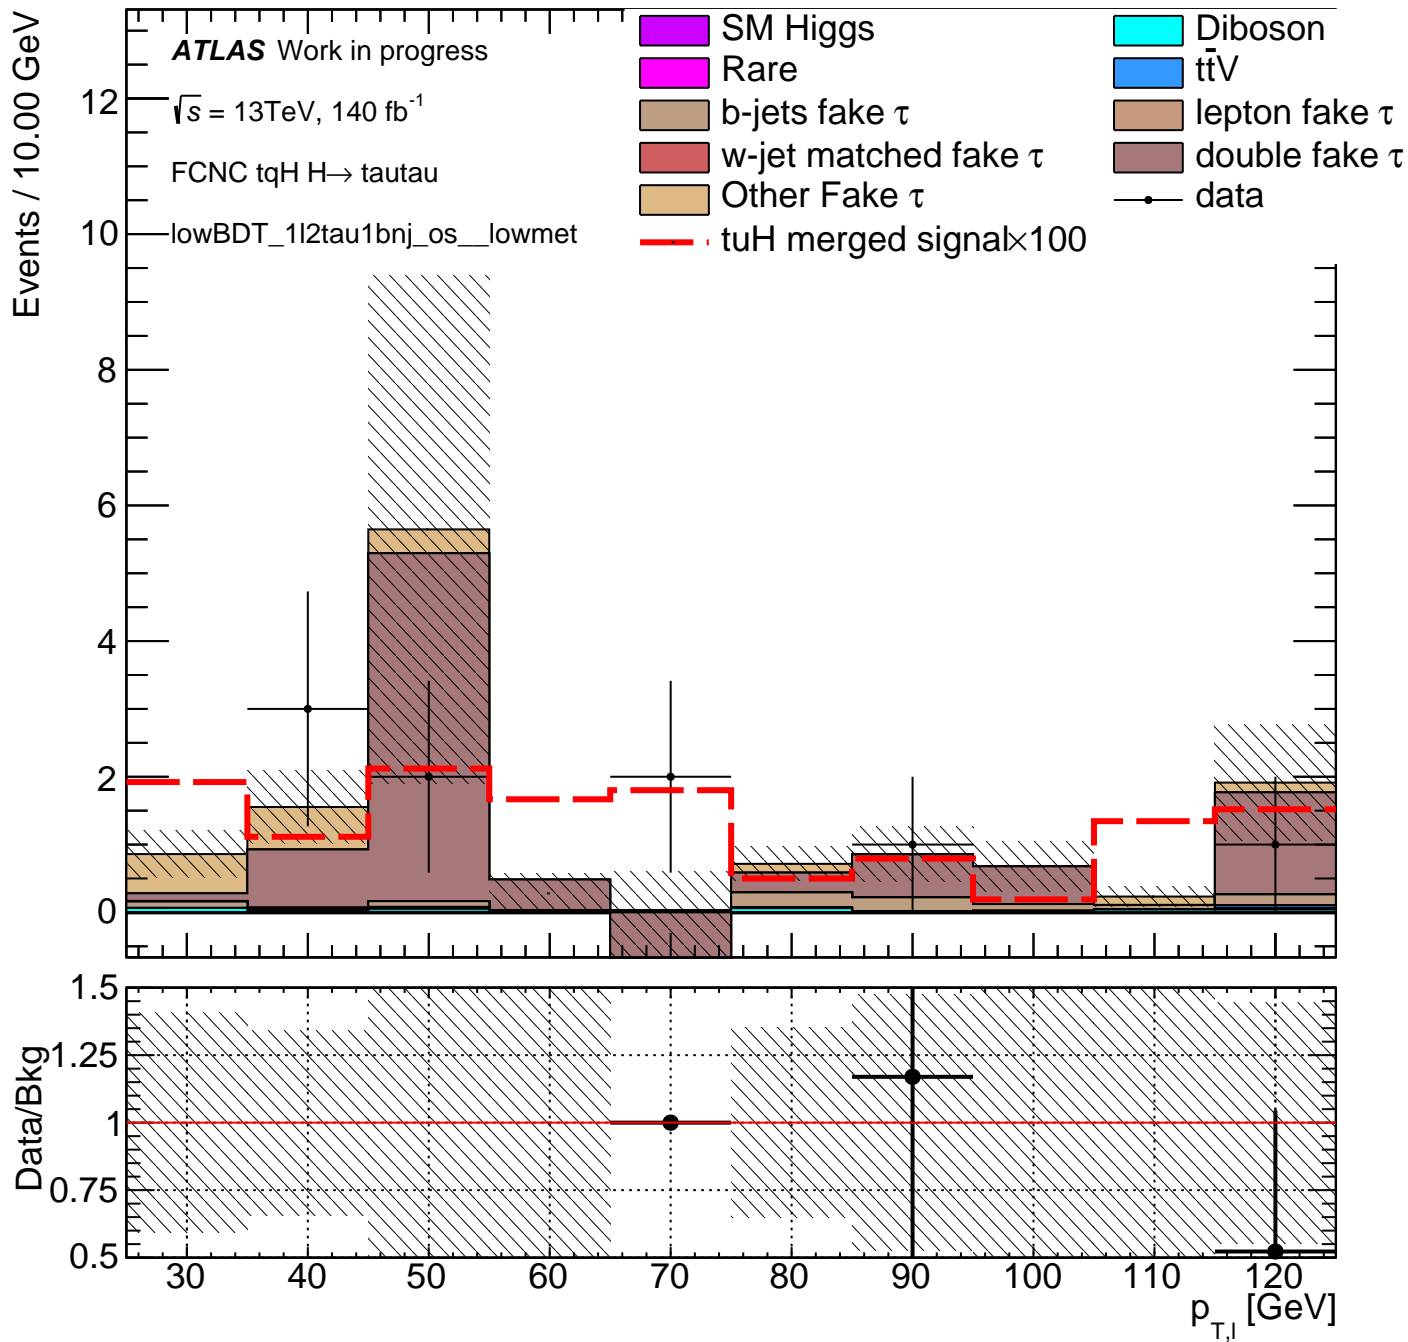 Events / 10.00 GeV
ATLAS Work in progress
√s = 13TeV, 140 fb⁻¹
FCNC tqH H→ tautau
lowBDT_1l2tau1bnj_os__lowmet
SM Higgs
Diboson
Rare
tt̄V
b-jets fake τ
lepton fake τ
w-jet matched fake τ
double fake τ
Other Fake τ
data
tuH merged signal×100
12
10
8
6
4
2
0
Data/Bkg
1.5
1.25
1
0.75
0.5
30 40 50 60 70 80 90 100 110 120
p_T,l [GeV]